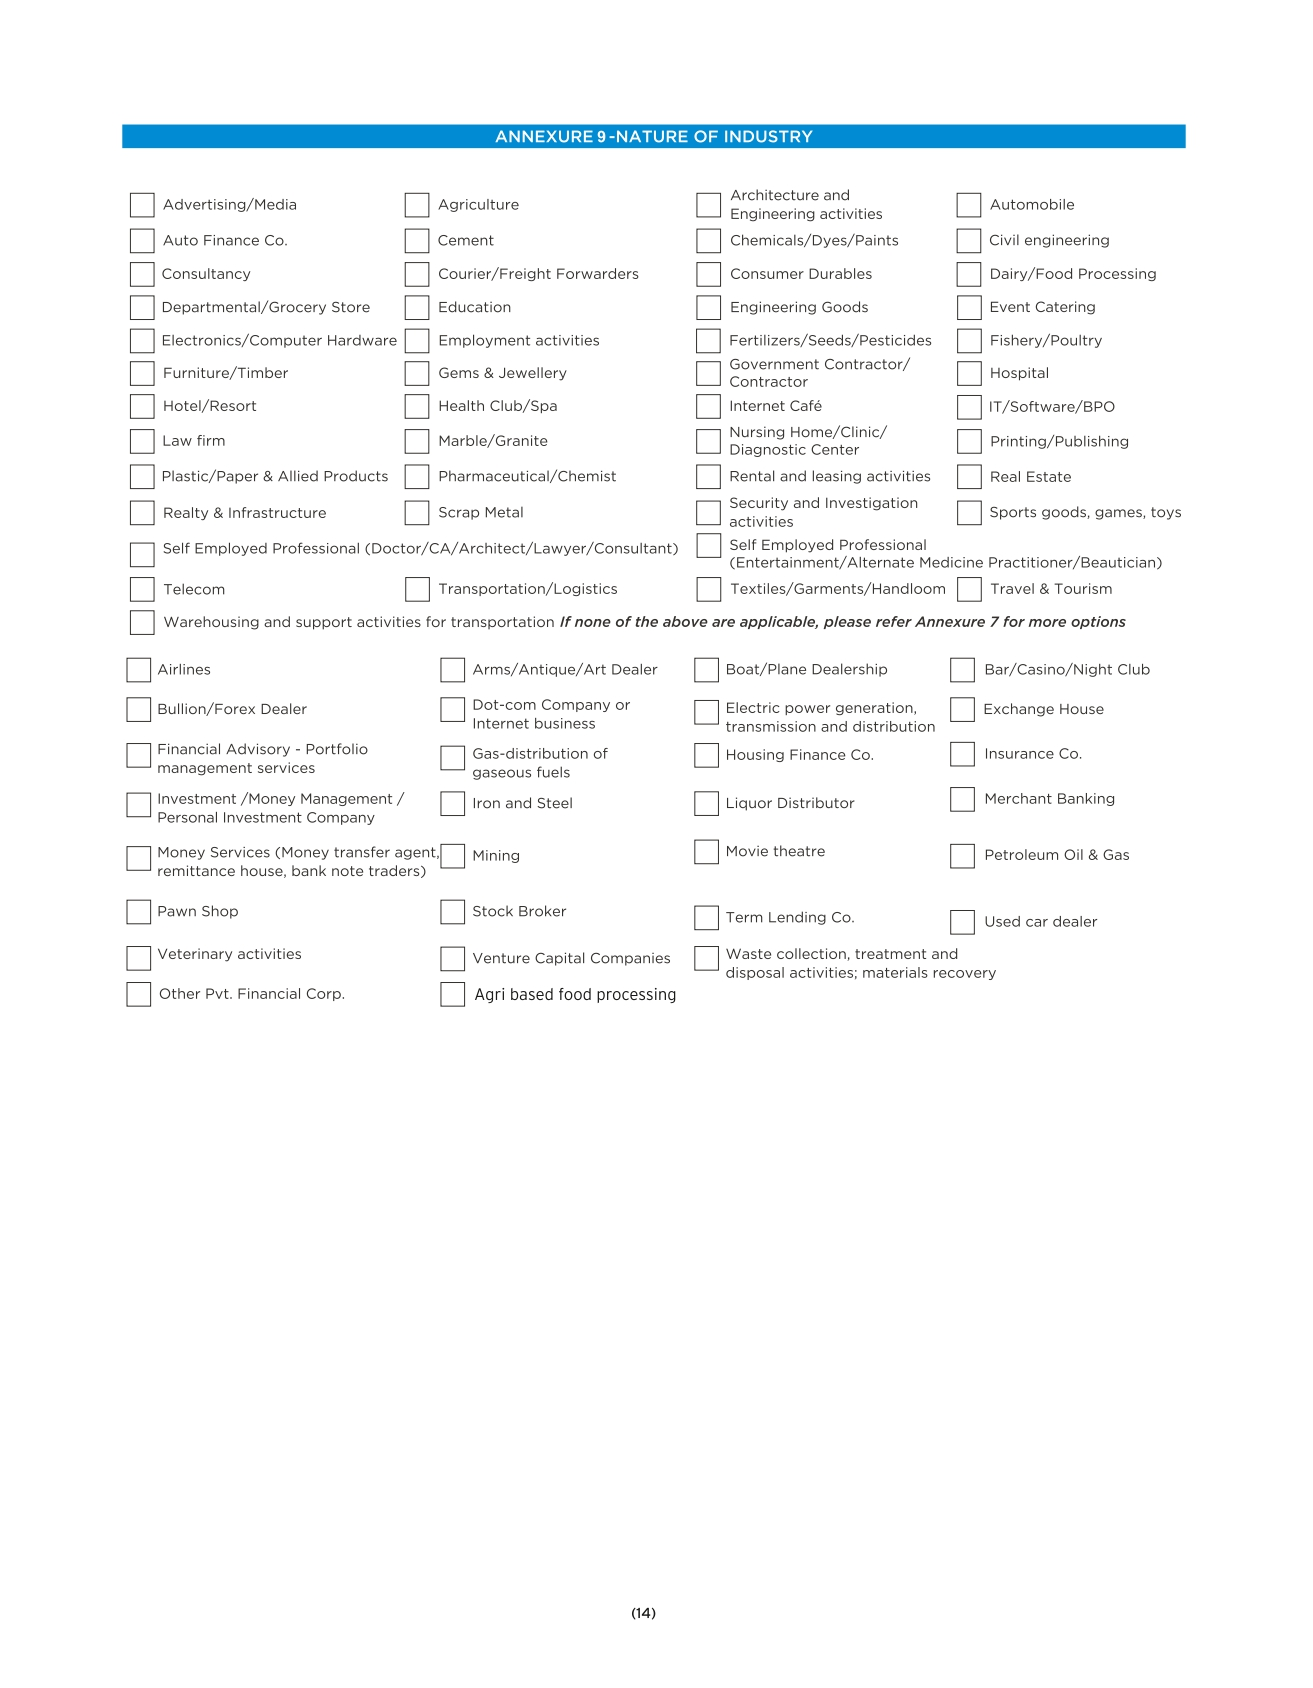 ANNEXURE 9 -NATURE OF INDUSTRY
Advertising/Media
Agriculture
Architecture and
Engineering activities
Automobile
Auto Finance Co.
Cement
Chemicals/Dyes/Paints
Civil engineering
Consultancy
Courier/Freight Forwarders
Consumer Durables
Dairy/Food Processing
Departmental/Grocery Store
Education
Engineering Goods
Event Catering
Electronics/Computer Hardware
Employment activities
Fertilizers/Seeds/Pesticides
Fishery/Poultry
Furniture/Timber
Gems & Jewellery
Government Contractor/
Contractor
Hospital
Hotel/Resort
Health Club/Spa
Internet Café
IT/Software/BPO
Law firm
Marble/Granite
Nursing Home/Clinic/
Diagnostic Center
Printing/Publishing
Plastic/Paper & Allied Products
Pharmaceutical/Chemist
Rental and leasing activities
Real Estate
Realty & Infrastructure
Scrap Metal
Security and Investigation
activities
Sports goods, games, toys
Self Employed Professional (Doctor/CA/Architect/Lawyer/Consultant)
Self Employed Professional
(Entertainment/Alternate Medicine Practitioner/Beautician)
Telecom
Transportation/Logistics
Textiles/Garments/Handloom
Travel & Tourism
Warehousing and support activities for transportation If none of the above are applicable, please refer Annexure 7 for more options
Airlines
Arms/Antique/Art Dealer
Boat/Plane Dealership
Bar/Casino/Night Club
Bullion/Forex Dealer
Dot-com Company or
Internet business
Electric power generation,
transmission and distribution
Exchange House
Financial Advisory - Portfolio
management services
Gas-distribution of
gaseous fuels
Housing Finance Co.
Insurance Co.
Investment /Money Management /
Personal Investment Company
Iron and Steel
Liquor Distributor
Merchant Banking
Money Services (Money transfer agent,
remittance house, bank note traders)
Mining
Movie theatre
Petroleum Oil & Gas
Pawn Shop
Stock Broker
Term Lending Co.
Used car dealer
Veterinary activities
Venture Capital Companies
Waste collection, treatment and
disposal activities; materials recovery
Other Pvt. Financial Corp.
Agri based food processing
(14)